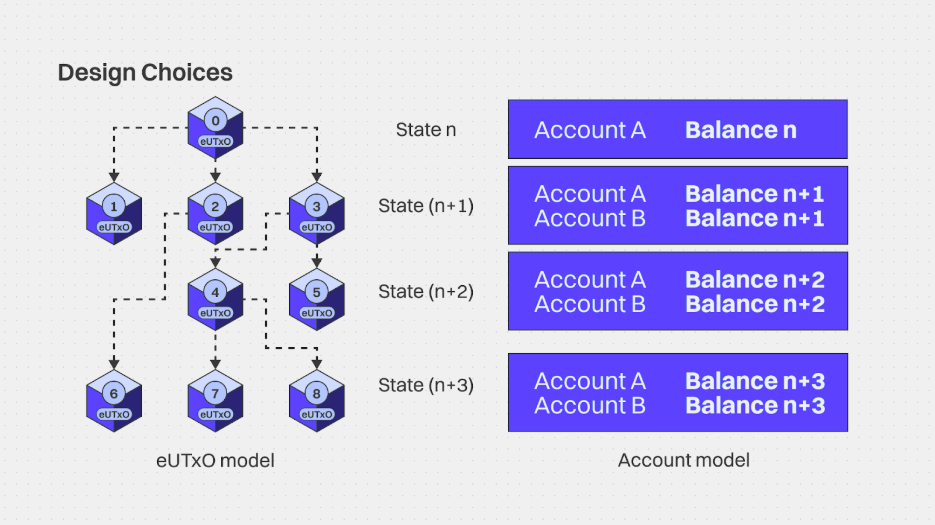 Design Choices
0
eUTxO
State n
Account A Balance n
1
eUTxO
2
eUTxO
3
eUTxO
State (n+1)
Account A Balance n+1
Account B Balance n+1
4
eUTxO
5
eUTxO
State (n+2)
Account A Balance n+2
Account B Balance n+2
6
eUTxO
7
eUTxO
8
eUTxO
State (n+3)
Account A Balance n+3
Account B Balance n+3
eUTxO model
Account model